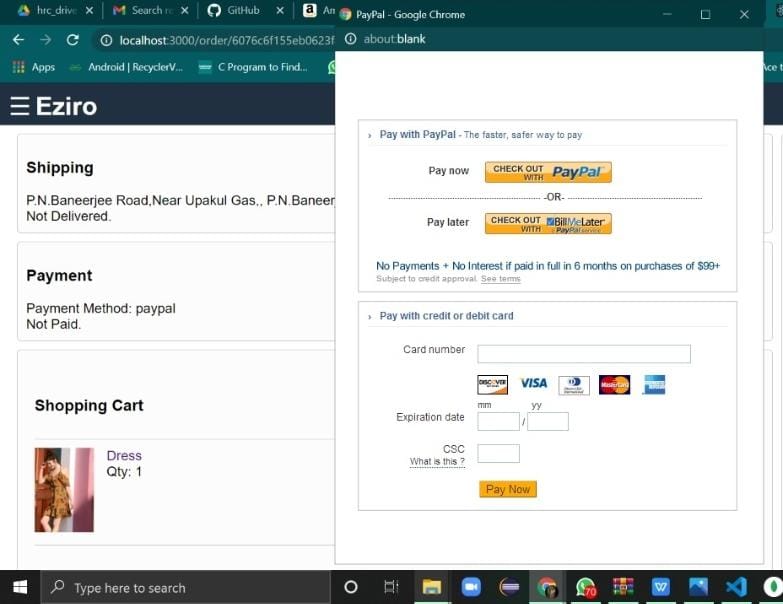 hrc_drive
Search re
GitHub
Am
PayPal - Google Chrome
localhost:3000/order/6076c6f155eb0623f
about:blank
Apps
Android | RecyclerV...
C Program to Find...
Ace t
Eziro
Shipping
P.N.Baneerjee Road,Near Upakul Gas,, P.N.Baneer
Not Delivered.
Payment
Payment Method: paypal
Not Paid.
Shopping Cart
Dress
Qty: 1
Pay with PayPal - The faster, safer way to pay
Pay now
CHECK OUT WITH PayPal
-OR-
Pay later
CHECK OUT WITH BillMeLater
a PayPal service
No Payments + No Interest if paid in full in 6 months on purchases of $99+
Subject to credit approval. See terms
Pay with credit or debit card
Card number
DISCOVER VISA Diners Club International MasterCard
mm yy
Expiration date /
CSC
What is this ?
Pay Now
Type here to search
70
W